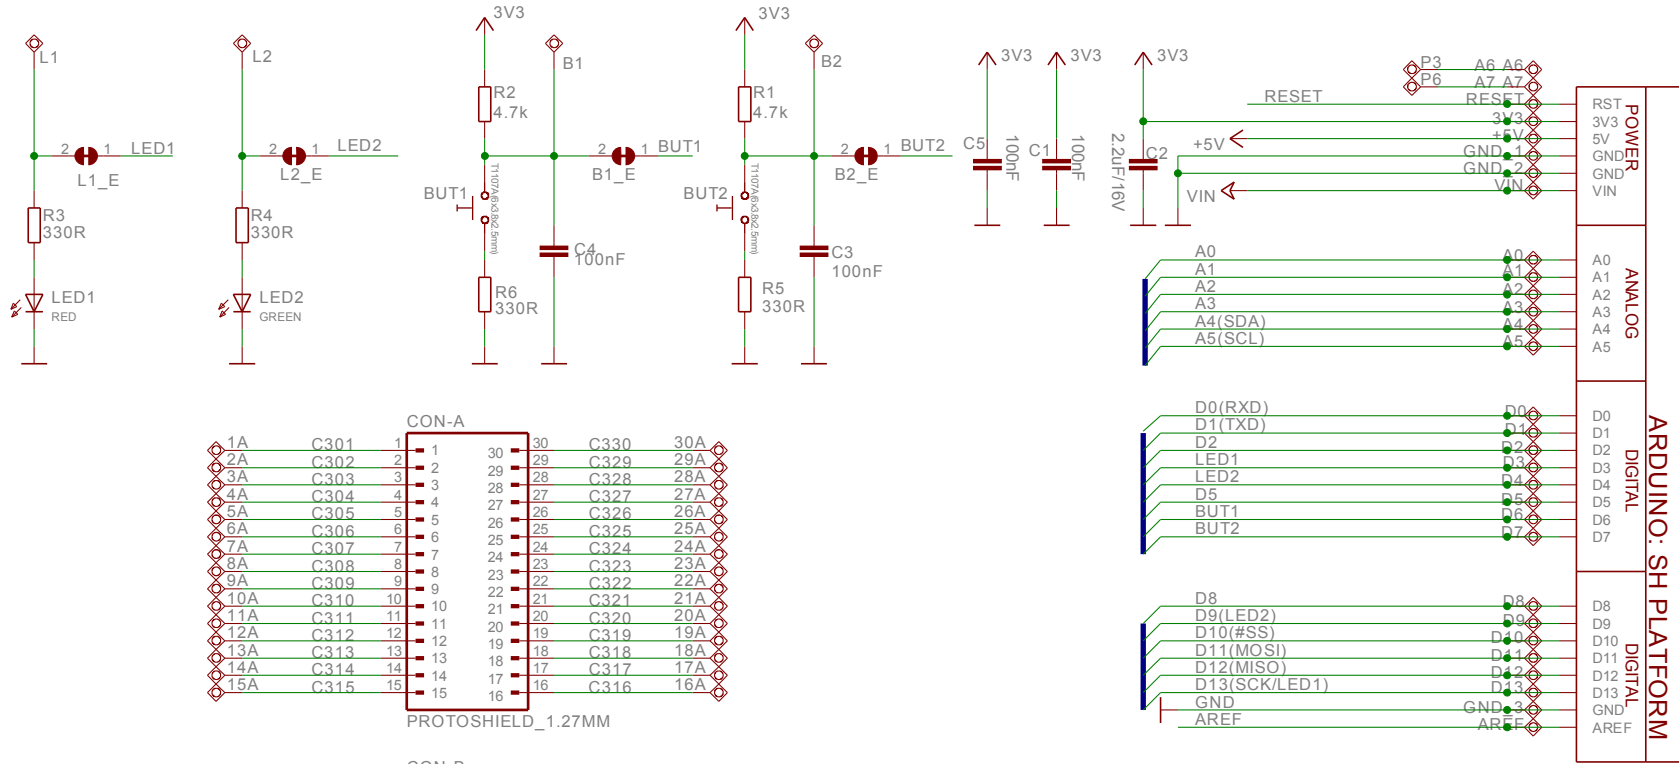 L1
2 1 LED1
L1_E
R3
330R
LED1
RED
L2
2 1 LED2
L2_E
R4
330R
LED2
GREEN
3V3
R2
4.7k
B1
2 1 BUT1
B1_E
BUT1
T1107A(6x3.8x2.5mm)
C4
100nF
R6
330R
3V3
R1
4.7k
B2
2 1 BUT2
B2_E
BUT2
T1107A(6x3.8x2.5mm)
C3
100nF
R5
330R
3V3
C5
100nF
3V3
C1
100nF
3V3
C2
2.2uF/16V
P3 A6 A6
P6 A7 A7
RESET RESET RST
3V3 3V3
+5V +5V 5V
GND_1 GND
GND_2 GND
VIN VIN VIN
POWER
A0 A0 A0
A1 A1 A1
A2 A2 A2
A3 A3 A3
A4(SDA) A4 A4
A5(SCL) A5 A5
ANALOG
D0(RXD) D0 D0
D1(TXD) D1 D1
D2 D2 D2
LED1 D3 D3
LED2 D4 D4
D5 D5 D5
BUT1 D6 D6
BUT2 D7 D7
DIGITAL
D8 D8 D8
D9(LED2) D9 D9
D10(#SS) D10 D10
D11(MOSI) D11 D11
D12(MISO) D12 D12
D13(SCK/LED1) D13 D13
GND GND_3 GND
AREF AREF AREF
DIGITAL
ARDUINO: SH PLATFORM
CON-A
1A C301 1 1 30 30 C330 30A
2A C302 2 2 29 29 C329 29A
3A C303 3 3 28 28 C328 28A
4A C304 4 4 27 27 C327 27A
5A C305 5 5 26 26 C326 26A
6A C306 6 6 25 25 C325 25A
7A C307 7 7 24 24 C324 24A
8A C308 8 8 23 23 C323 23A
9A C309 9 9 22 22 C322 22A
10A C310 10 10 21 21 C321 21A
11A C311 11 11 20 20 C320 20A
12A C312 12 12 19 19 C319 19A
13A C313 13 13 18 18 C318 18A
14A C314 14 14 17 17 C317 17A
15A C315 15 15 16 16 C316 16A
PROTOSHIELD_1.27MM